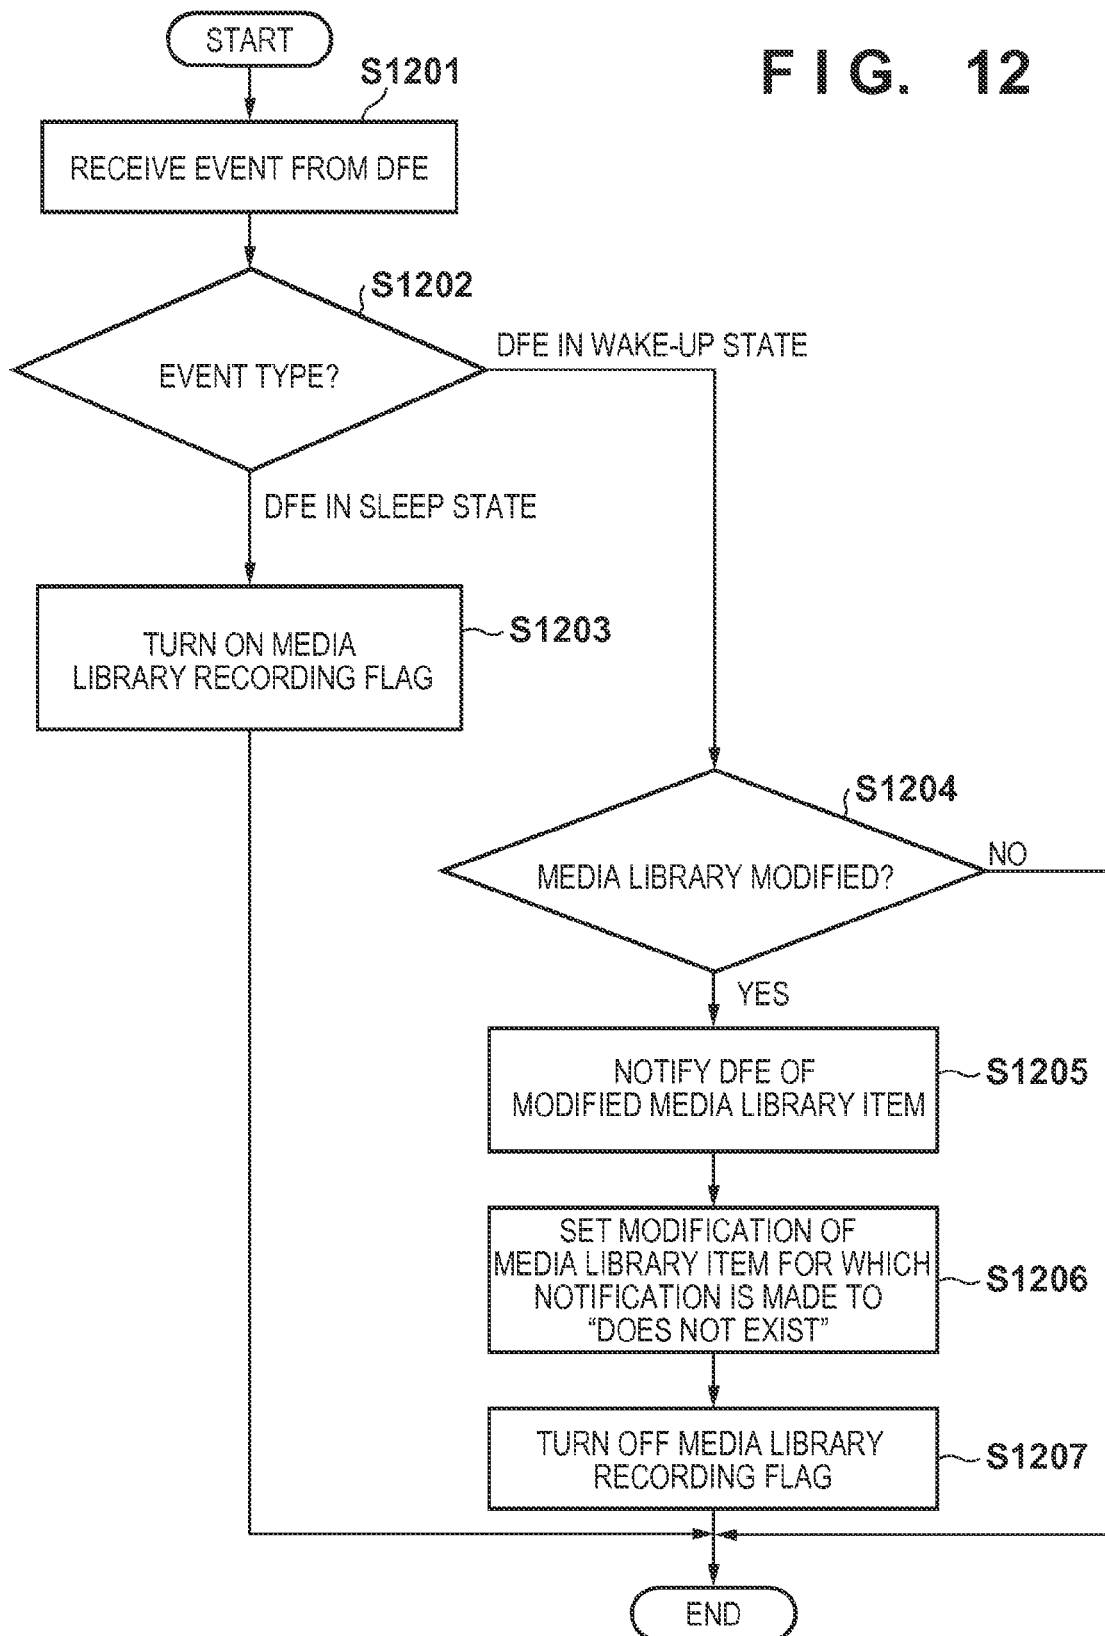 START
FIG. 12
S1201
RECEIVE EVENT FROM DFE
S1202
DFE IN WAKE-UP STATE
EVENT TYPE?
DFE IN SLEEP STATE
TURN ON MEDIA
LIBRARY RECORDING FLAG
S1203
S1204
NO
MEDIA LIBRARY MODIFIED?
YES
NOTIFY DFE OF
MODIFIED MEDIA LIBRARY ITEM
S1205
SET MODIFICATION OF
MEDIA LIBRARY ITEM FOR WHICH
NOTIFICATION IS MADE TO
“DOES NOT EXIST”
S1206
TURN OFF MEDIA LIBRARY
RECORDING FLAG
S1207
END